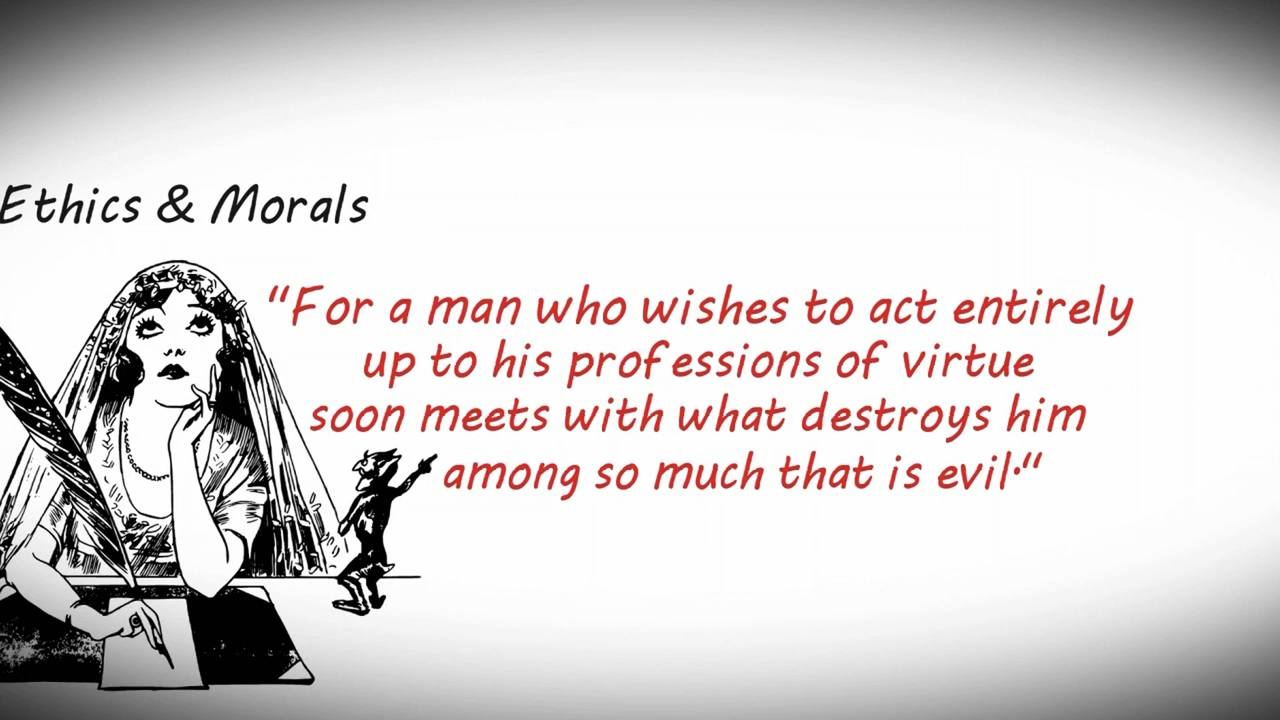 Ethics & Morals
“For a man who wishes to act entirely
up to his professions of virtue
soon meets with what destroys him
among so much that is evil.“